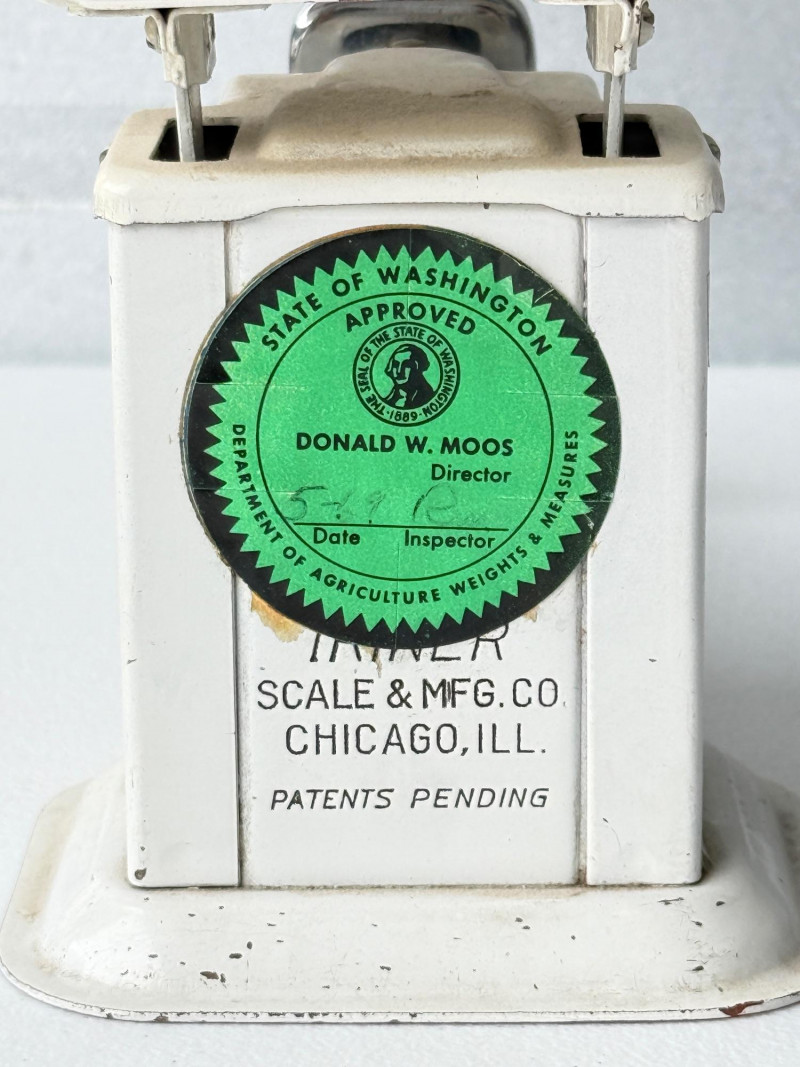 STATE OF WASHINGTON
APPROVED
THE SEAL OF THE STATE OF WASHINGTON
·1889·
DONALD W. MOOS
Director
Date Inspector
DEPARTMENT OF AGRICULTURE WEIGHTS & MEASURES
SCALE & MFG. CO.
CHICAGO, ILL.
PATENTS PENDING